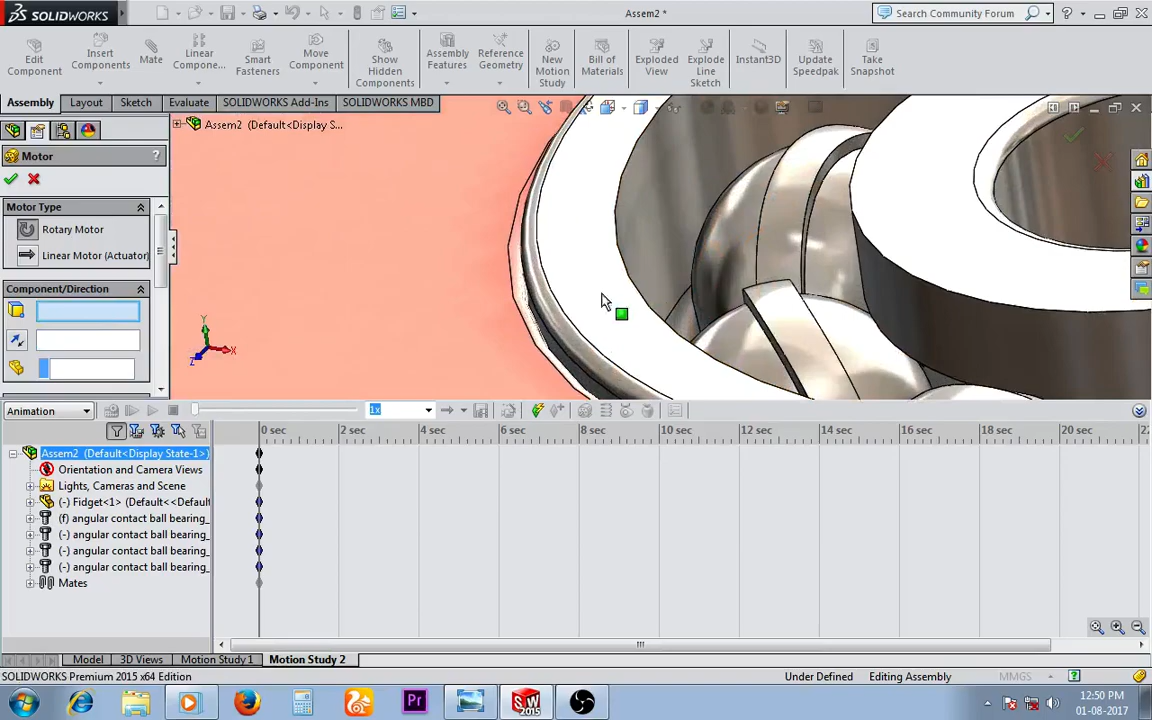 SOLIDWORKS
Assem2 *
Search Community Forum
Edit Component
Insert Components
Mate
Linear Compone...
Smart Fasteners
Move Component
Show Hidden Components
Assembly Features
Reference Geometry
New Motion Study
Bill of Materials
Exploded View
Explode Line Sketch
Instant3D
Update Speedpak
Take Snapshot
Assembly
Layout
Sketch
Evaluate
SOLIDWORKS Add-Ins
SOLIDWORKS MBD
Assem2 (Default<Display S...
Motor
?
Motor Type
Rotary Motor
Linear Motor (Actuator)
Component/Direction
Y
X
Z
Animation
1x
0 sec
2 sec
4 sec
6 sec
8 sec
10 sec
12 sec
14 sec
16 sec
18 sec
20 sec
22
Assem2 (Default<Display State-1>)
Orientation and Camera Views
Lights, Cameras and Scene
(-) Fidget<1> (Default<<Default
(f) angular contact ball bearing_
(-) angular contact ball bearing_
(-) angular contact ball bearing_
(-) angular contact ball bearing_
Mates
Model
3D Views
Motion Study 1
Motion Study 2
SOLIDWORKS Premium 2015 x64 Edition
Under Defined
Editing Assembly
MMGS
?
Pr
SW
2015
12:50 PM
01-08-2017